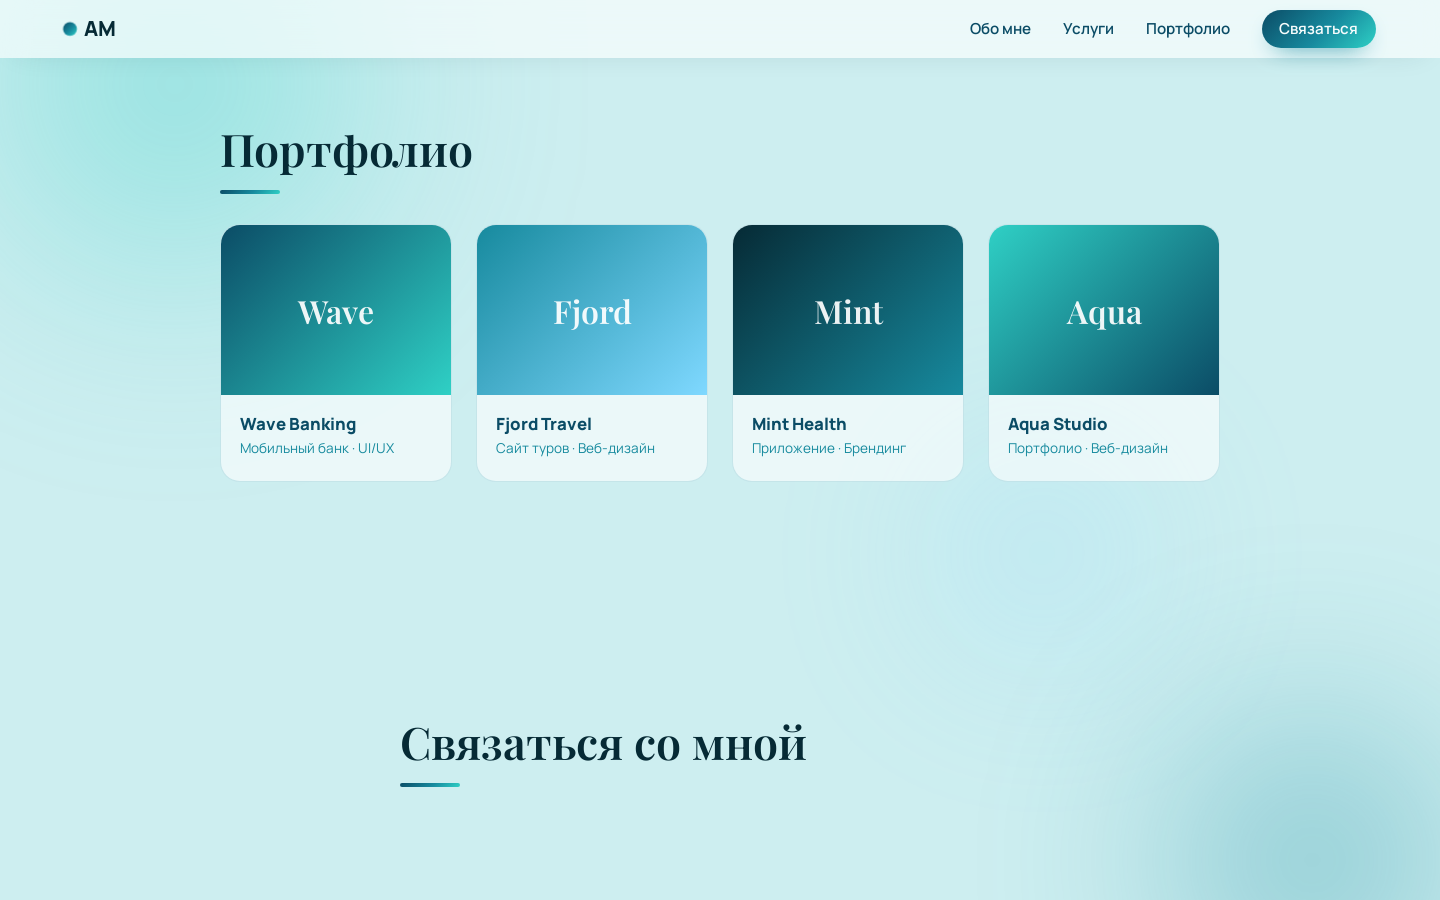 AM
Обо мне
Услуги
Портфолио
Связаться
Портфолио
Wave
Fjord
Mint
Aqua
Wave Banking
Мобильный банк · UI/UX
Fjord Travel
Сайт туров · Веб-дизайн
Mint Health
Приложение · Брендинг
Aqua Studio
Портфолио · Веб-дизайн
Связаться со мной